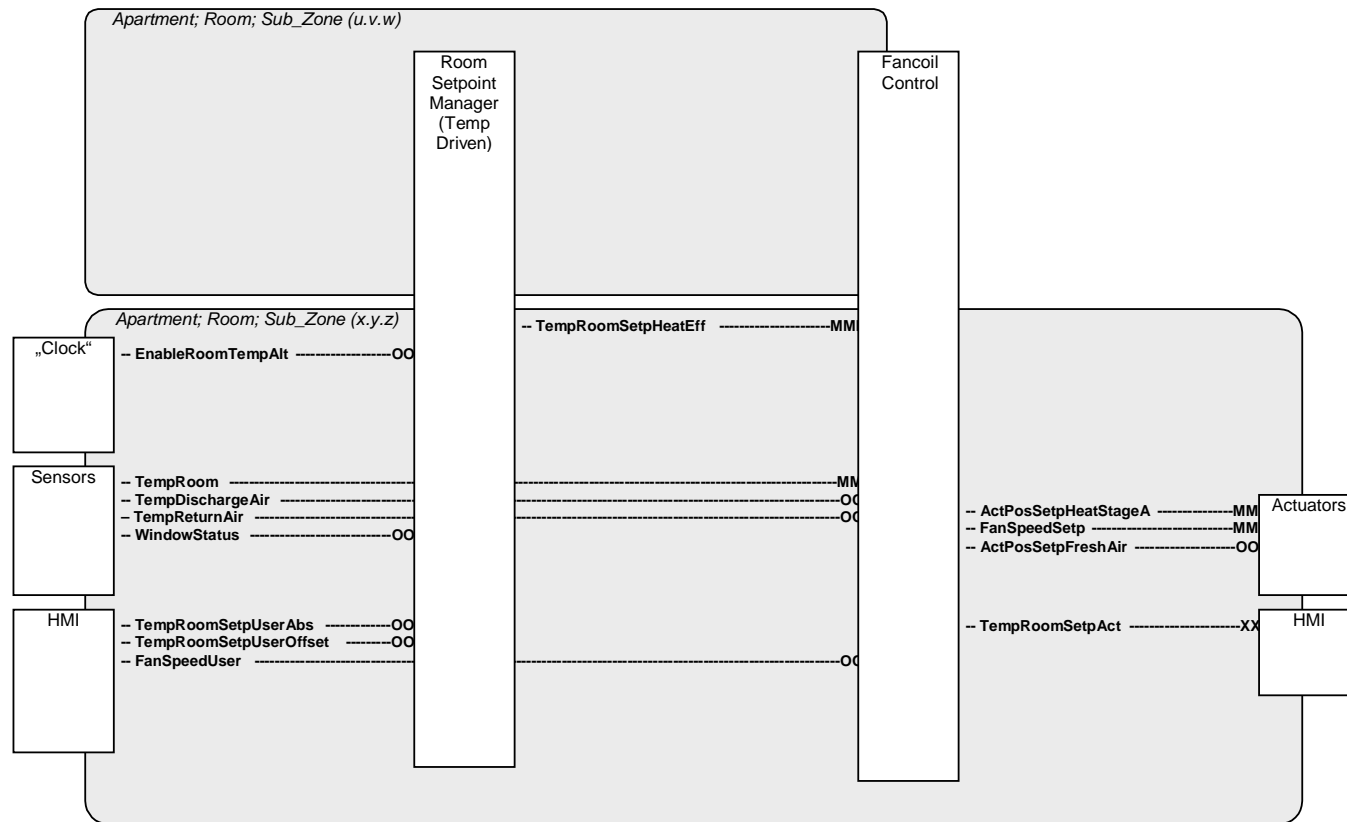 Apartment; Room; Sub_Zone (u.v.w)
Room
Setpoint
Manager
(Temp
Driven)
Fancoil
Control
Apartment; Room; Sub_Zone (x.y.z)
-- TempRoomSetpHeatEff ----------------------MM
„Clock“
-- EnableRoomTempAlt -------------------OO
Sensors
-- TempRoom ----------------------------------------MM
-- TempDischargeAir ----------------------------------------OO
-- TempReturnAir ----------------------------------------OO
-- WindowStatus -----------------------OO
-- ActPosSetpHeatStageA -------------MM
-- FanSpeedSetp -----------------------MM
-- ActPosSetpFreshAir -----------------OO
Actuators
HMI
-- TempRoomSetpUserAbs ------------OO
-- TempRoomSetpUserOffset --------OO
-- FanSpeedUser ----------------------------------------OO
-- TempRoomSetpAct ------------------XX
HMI